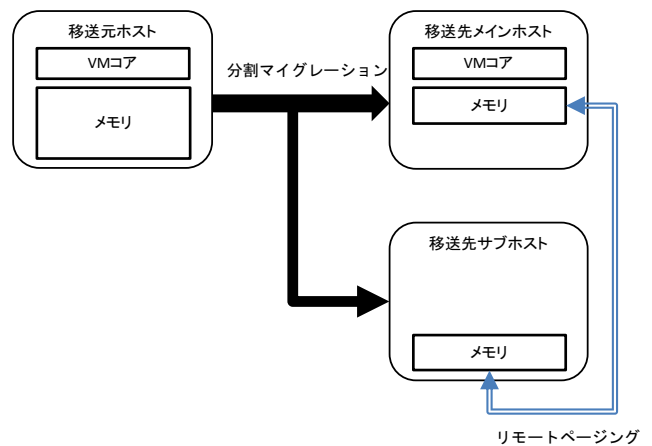 移送元ホスト
VMコア
メモリ
分割マイグレーション
移送先メインホスト
VMコア
メモリ
移送先サブホスト
メモリ
リモートページング